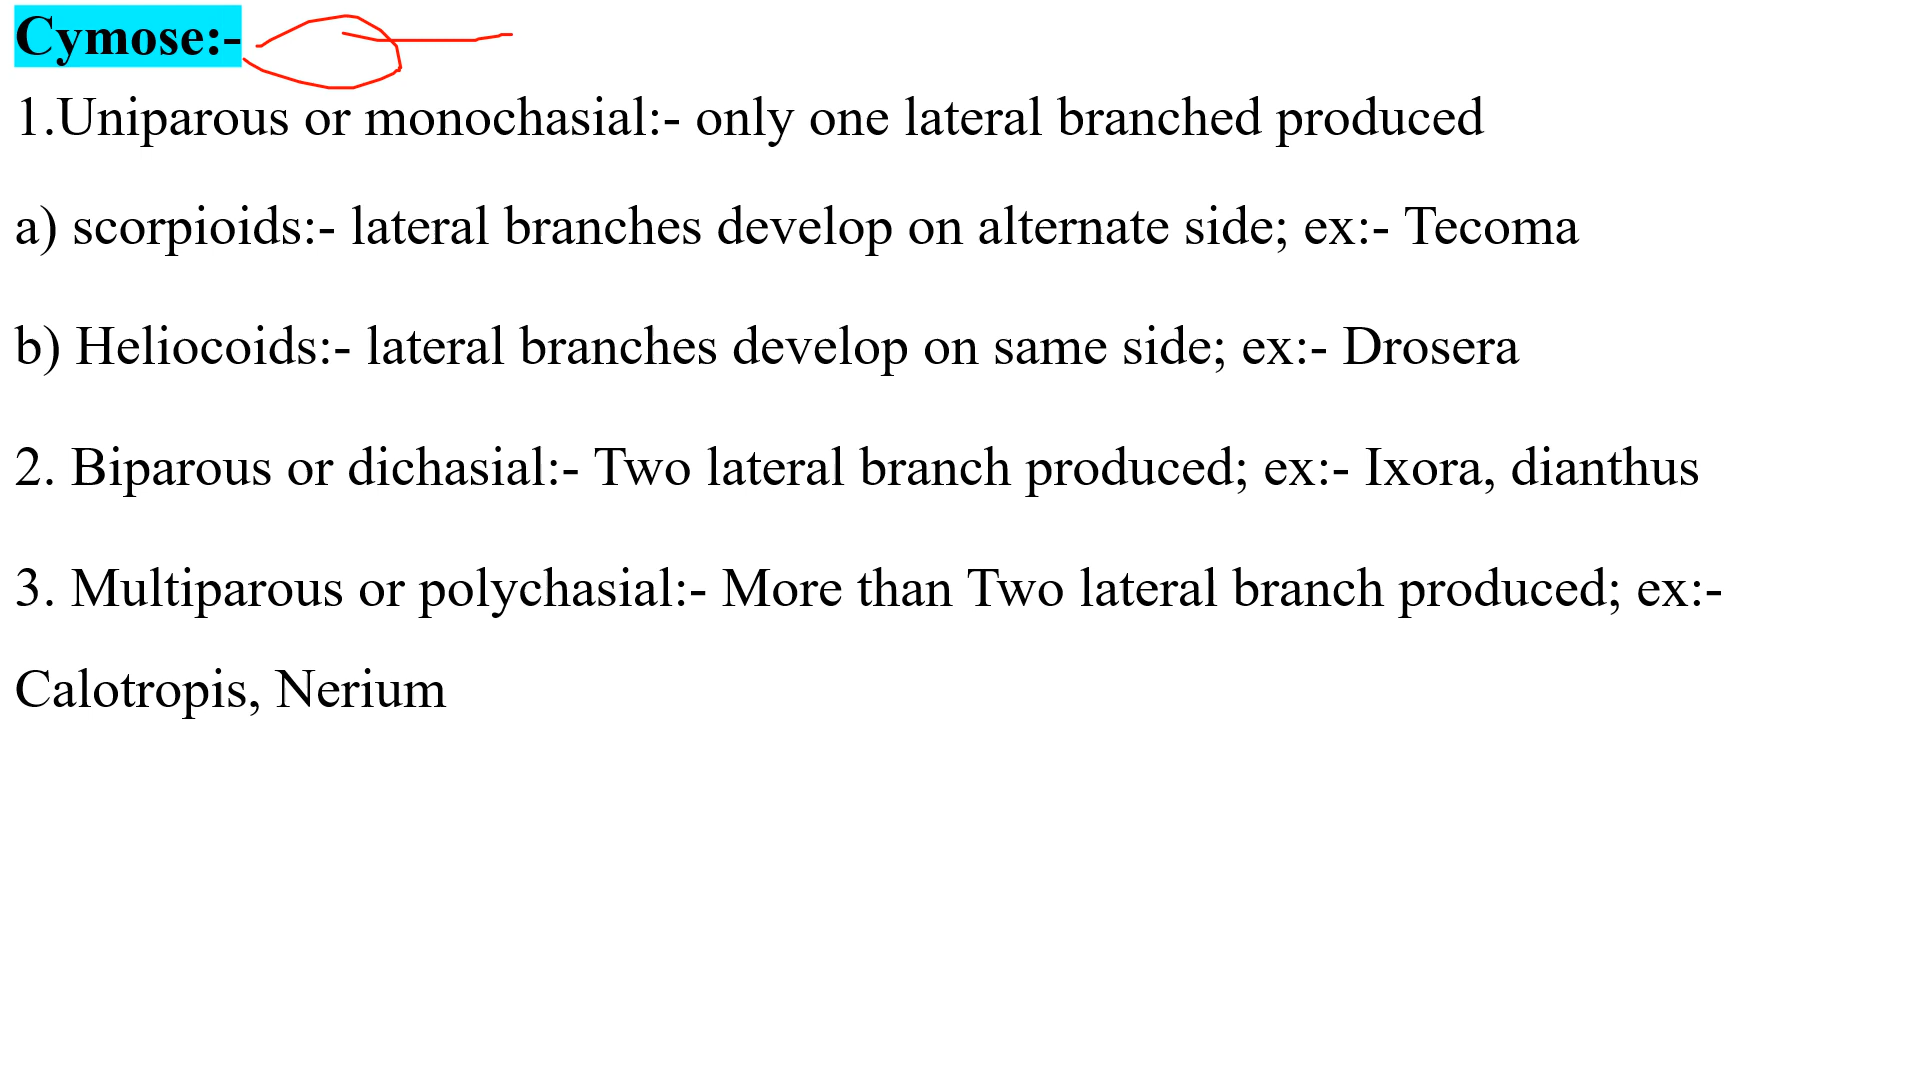 Cymose:-
1.Uniparous or monochasial:- only one lateral branched produced
a) scorpioids:- lateral branches develop on alternate side; ex:- Tecoma
b) Heliocoids:- lateral branches develop on same side; ex:- Drosera
2. Biparous or dichasial:- Two lateral branch produced; ex:- Ixora, dianthus
3. Multiparous or polychasial:- More than Two lateral branch produced; ex:-
Calotropis, Nerium